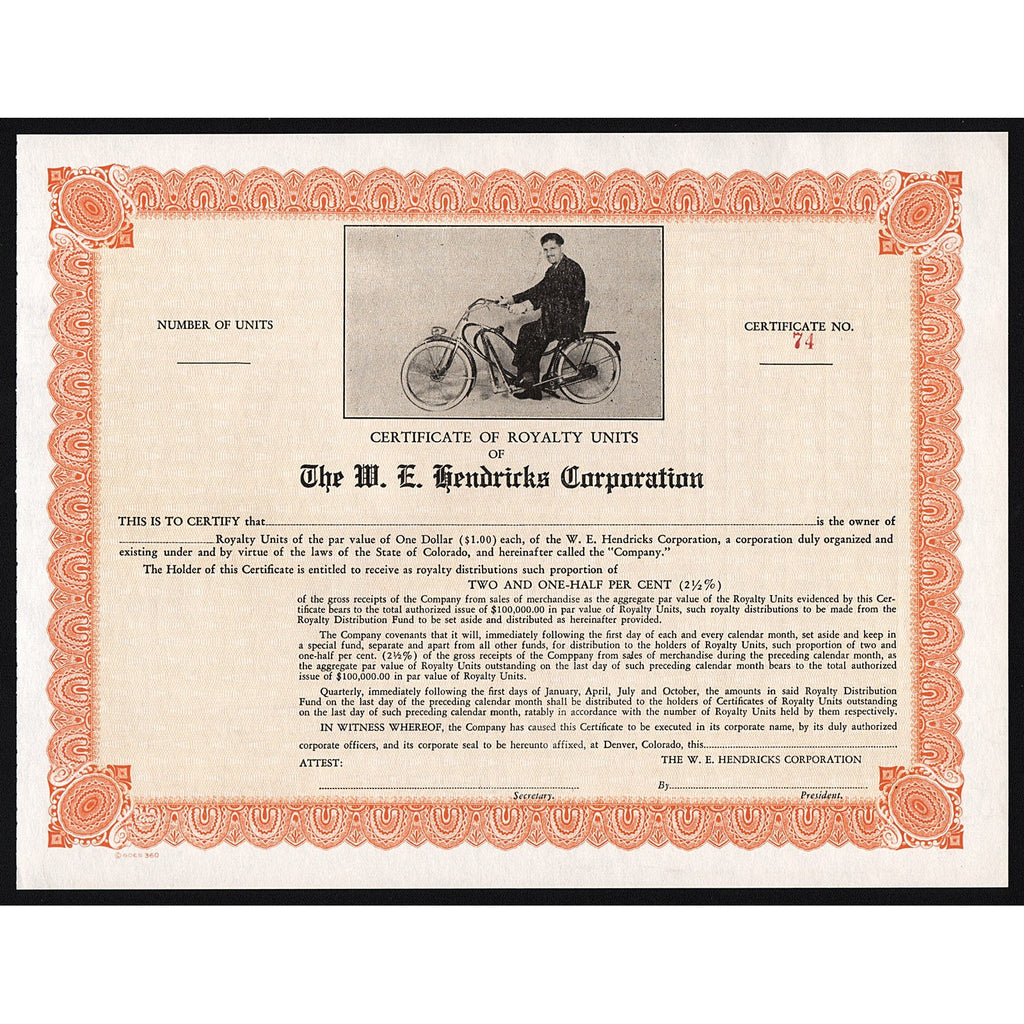 NUMBER OF UNITS
CERTIFICATE NO.
74
CERTIFICATE OF ROYALTY UNITS
OF
The W. E. Hendricks Corporation
THIS IS TO CERTIFY that is the owner of
Royalty Units of the par value of One Dollar ($1.00) each, of the W. E. Hendricks Corporation, a corporation duly organized and
existing under and by virtue of the laws of the State of Colorado, and hereinafter called the "Company."
The Holder of this Certificate is entitled to receive as royalty distributions such proportion of
TWO AND ONE-HALF PER CENT (2½%)
of the gross receipts of the Company from sales of merchandise as the aggregate par value of the Royalty Units evidenced by this Cer-
tificate bears to the total authorized issue of $100,000.00 in par value of Royalty Units, such royalty distributions to be made from the
Royalty Distribution Fund to be set aside and distributed as hereinafter provided.
The Company covenants that it will, immediately following the first day of each and every calendar month, set aside and keep in
a special fund, separate and apart from all other funds, for distribution to the holders of Royalty Units, such proportion of two and
one-half per cent. (2½%) of the gross receipts of the Comppany from sales of merchandise during the preceding calendar month, as
the aggregate par value of Royalty Units outstanding on the last day of such preceding calendar month bears to the total authorized
issue of $100,000.00 in par value of Royalty Units.
Quarterly, immediately following the first days of January, April, July and October, the amounts in said Royalty Distribution
Fund on the last day of the preceding calendar month shall be distributed to the holders of Certificates of Royalty Units outstanding
on the last day of such preceding calendar month, ratably in accordance with the number of Royalty Units held by them respectively.
IN WITNESS WHEREOF, the Company has caused this Certificate to be executed in its corporate name, by its duly authorized
corporate officers, and its corporate seal to be hereunto affixed, at Denver, Colorado, this
ATTEST:
THE W. E. HENDRICKS CORPORATION
Secretary.
By
President.
© GOES 360